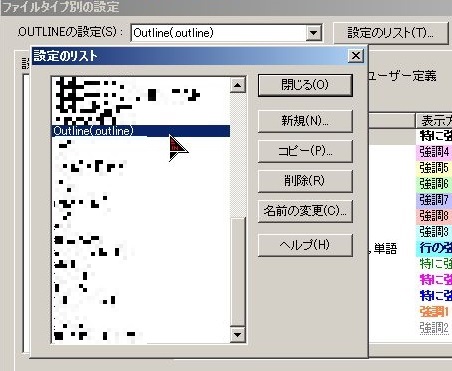 ファイルタイプ別の設定
OUTLINEの設定(S): Outline(.outline) 設定のリスト(T)...
設定のリスト
閉じる(O)
ユーザー定義
新規(N)...
Outline(.outline)
コピー(P)...
強調4
強調5
削除(R)
強調6
強調7
名前の変更(C)...
強調8
強調3
ヘルプ(H)
,単語
行の強
特に強
特に強
特に強
強調1
強調2